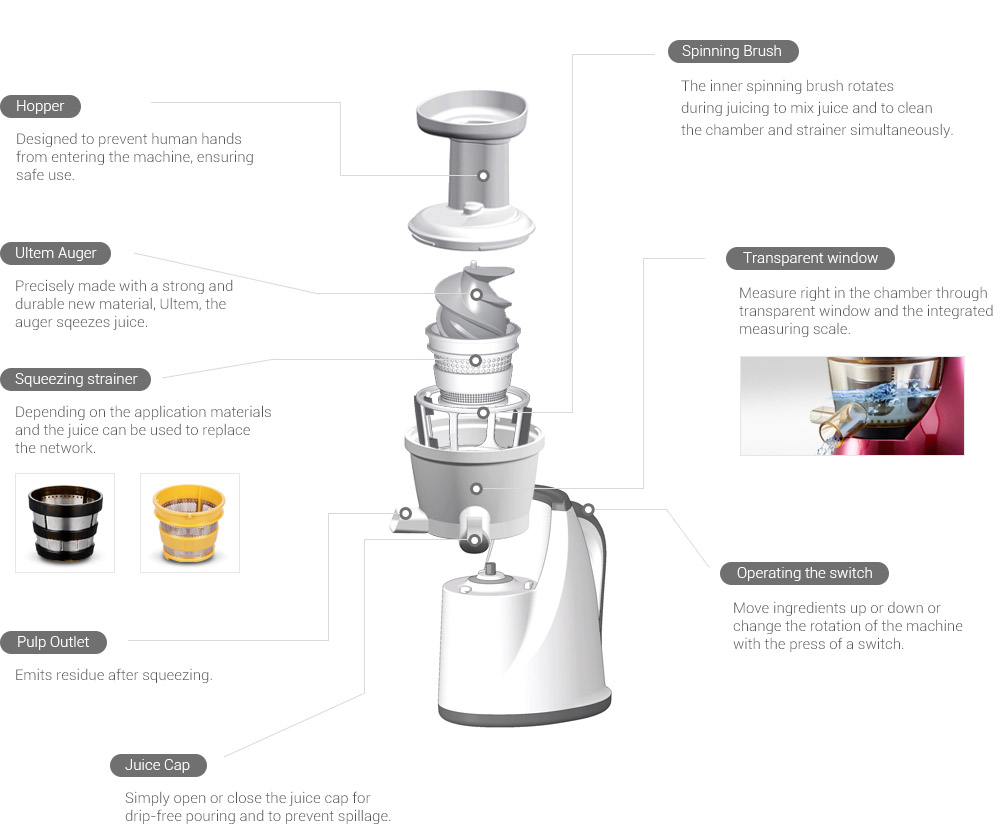 Hopper
Designed to prevent human hands
from entering the machine, ensuring
safe use.
Ultem Auger
Precisely made with a strong and
durable new material, Ultem, the
auger sqeezes juice.
Squeezing strainer
Depending on the application materials
and the juice can be used to replace
the network.
Pulp Outlet
Emits residue after squeezing.
Juice Cap
Simply open or close the juice cap for
drip-free pouring and to prevent spillage.
Spinning Brush
The inner spinning brush rotates
during juicing to mix juice and to clean
the chamber and strainer simultaneously.
Transparent window
Measure right in the chamber through
transparent window and the integrated
measuring scale.
Operating the switch
Move ingredients up or down or
change the rotation of the machine
with the press of a switch.